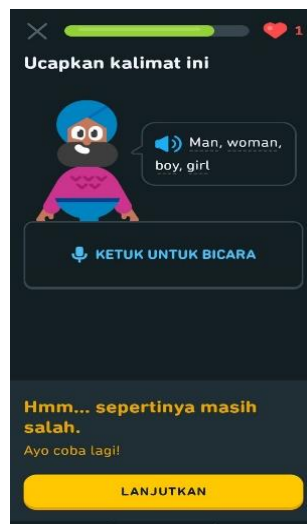 1
Ucapkan kalimat ini
Man, woman,
boy, girl
KETUK UNTUK BICARA
Hmm... sepertinya masih
salah.
Ayo coba lagi!
LANJUTKAN